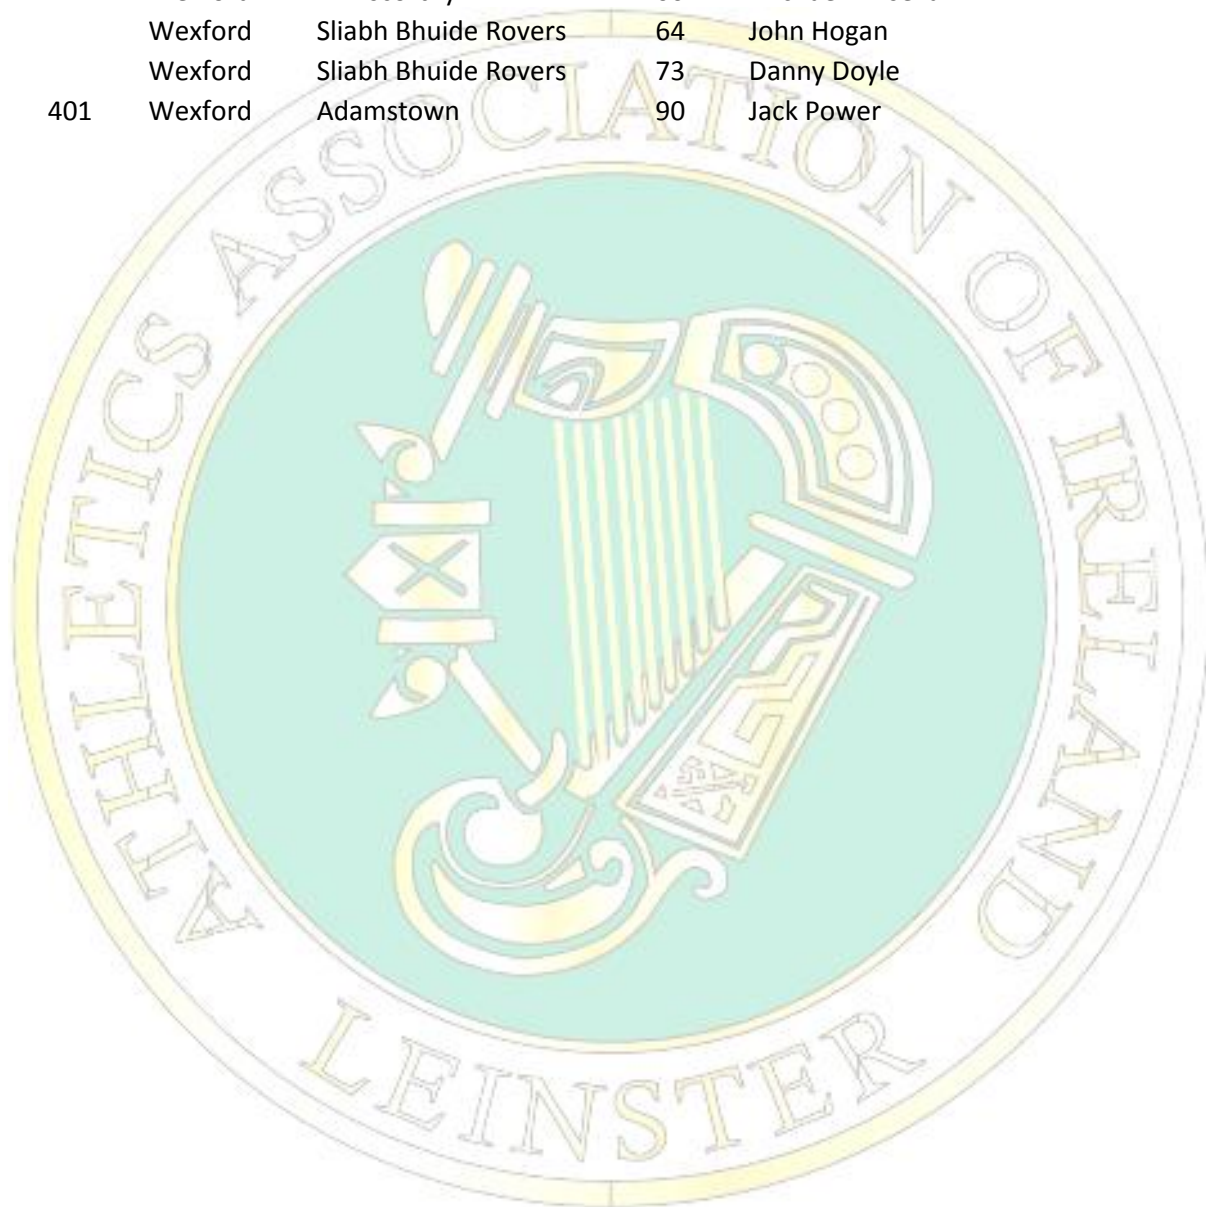 Wexford Sliabh Bhuide Rovers 64 John Hogan
Wexford Sliabh Bhuide Rovers 73 Danny Doyle
401 Wexford Adamstown 90 Jack Power
ATHLETICS ASSOCIATION OF IRELAND
LEINSTER